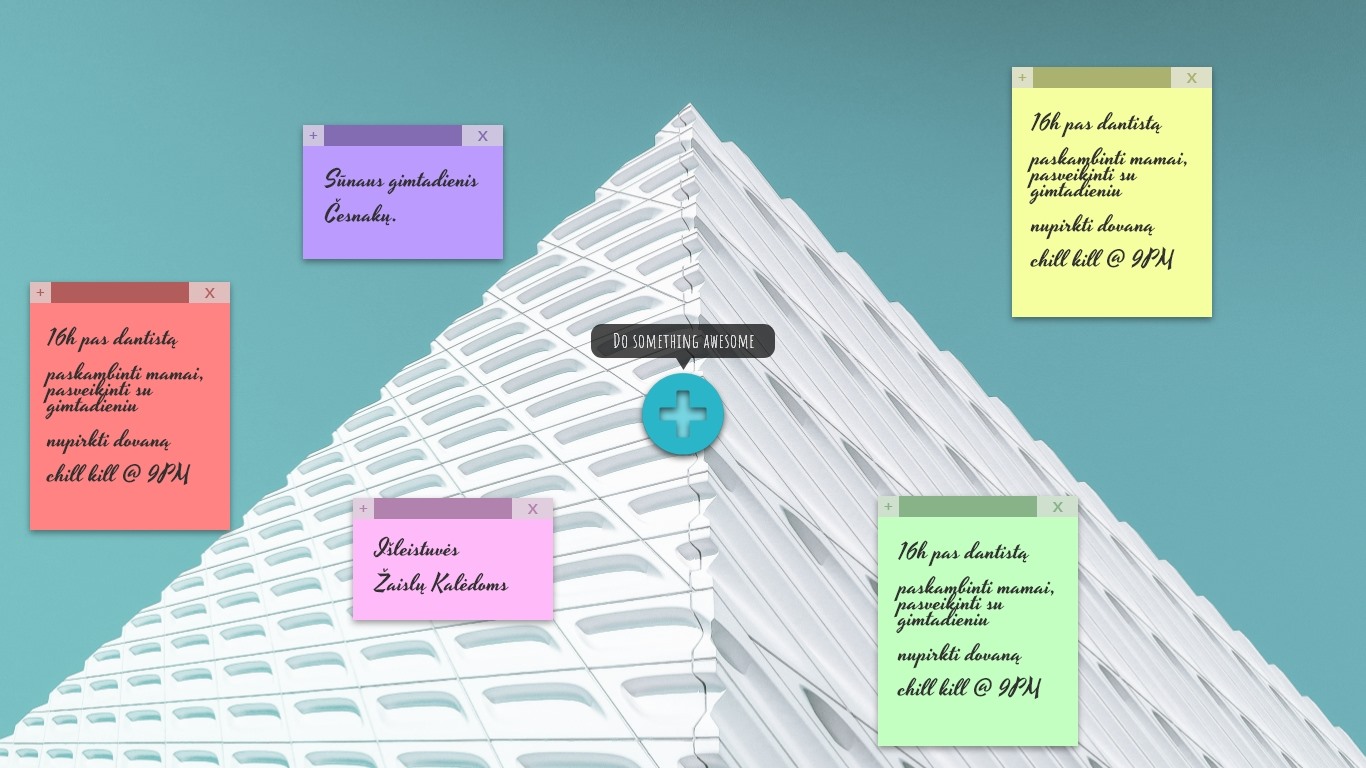 + X
16h pas dantistą
paskambinti mamai,
pasveikinti su
gimtadieniu
nupirkti dovaną
chill kill @ 9PM
+ X
Sūnaus gimtadienis
Česnakų.
+ X
16h pas dantistą
paskambinti mamai,
pasveikinti su
gimtadieniu
nupirkti dovaną
chill kill @ 9PM
Do something awesome
+ X
Išleistuvės
Žaislų Kalėdoms
+ X
16h pas dantistą
paskambinti mamai,
pasveikinti su
gimtadieniu
nupirkti dovaną
chill kill @ 9PM